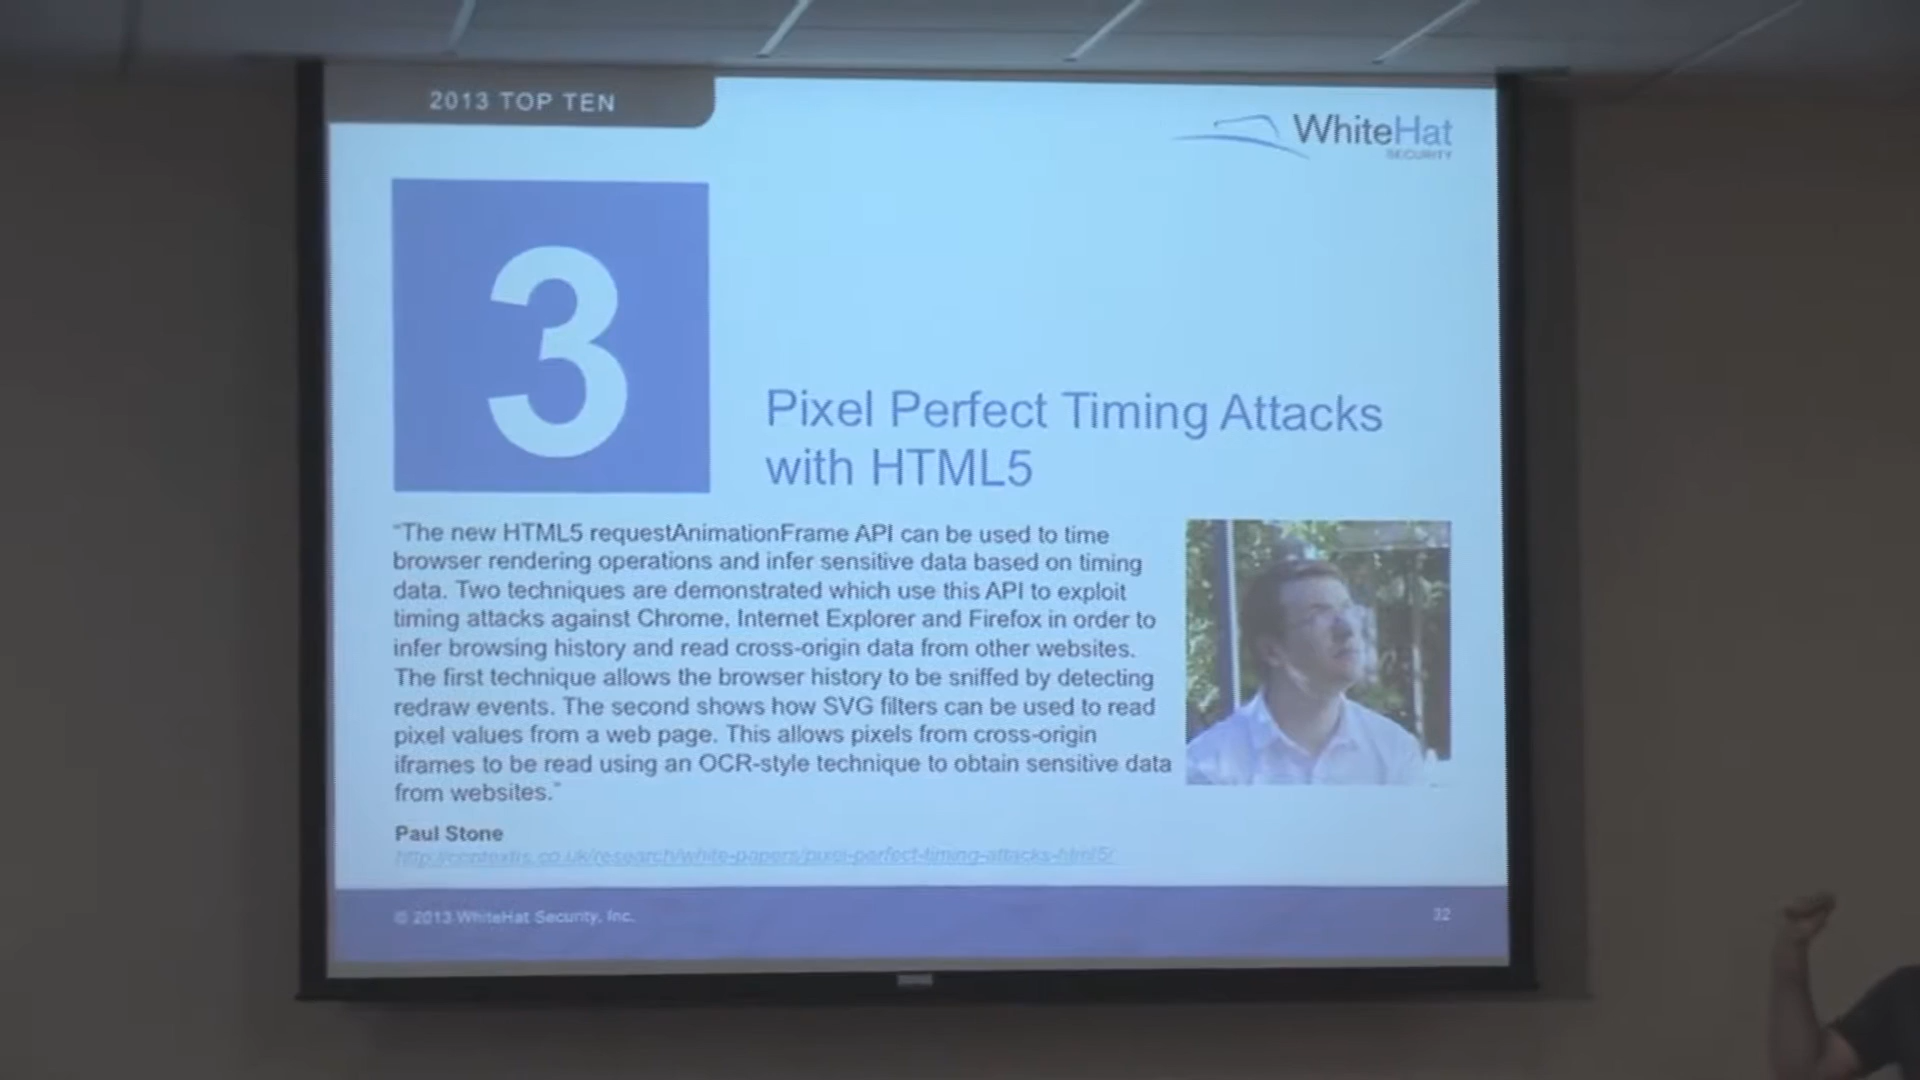 2013 TOP TEN
WhiteHat
SECURITY
3
Pixel Perfect Timing Attacks
with HTML5
"The new HTML5 requestAnimationFrame API can be used to time
browser rendering operations and infer sensitive data based on timing
data. Two techniques are demonstrated which use this API to exploit
timing attacks against Chrome, Internet Explorer and Firefox in order to
infer browsing history and read cross-origin data from other websites.
The first technique allows the browser history to be sniffed by detecting
redraw events. The second shows how SVG filters can be used to read
pixel values from a web page. This allows pixels from cross-origin
iframes to be read using an OCR-style technique to obtain sensitive data
from websites."
Paul Stone
http://contextis.co.uk/research/white-papers/pixel-perfect-timing-attacks-html5/
© 2013 WhiteHat Security, Inc.
32